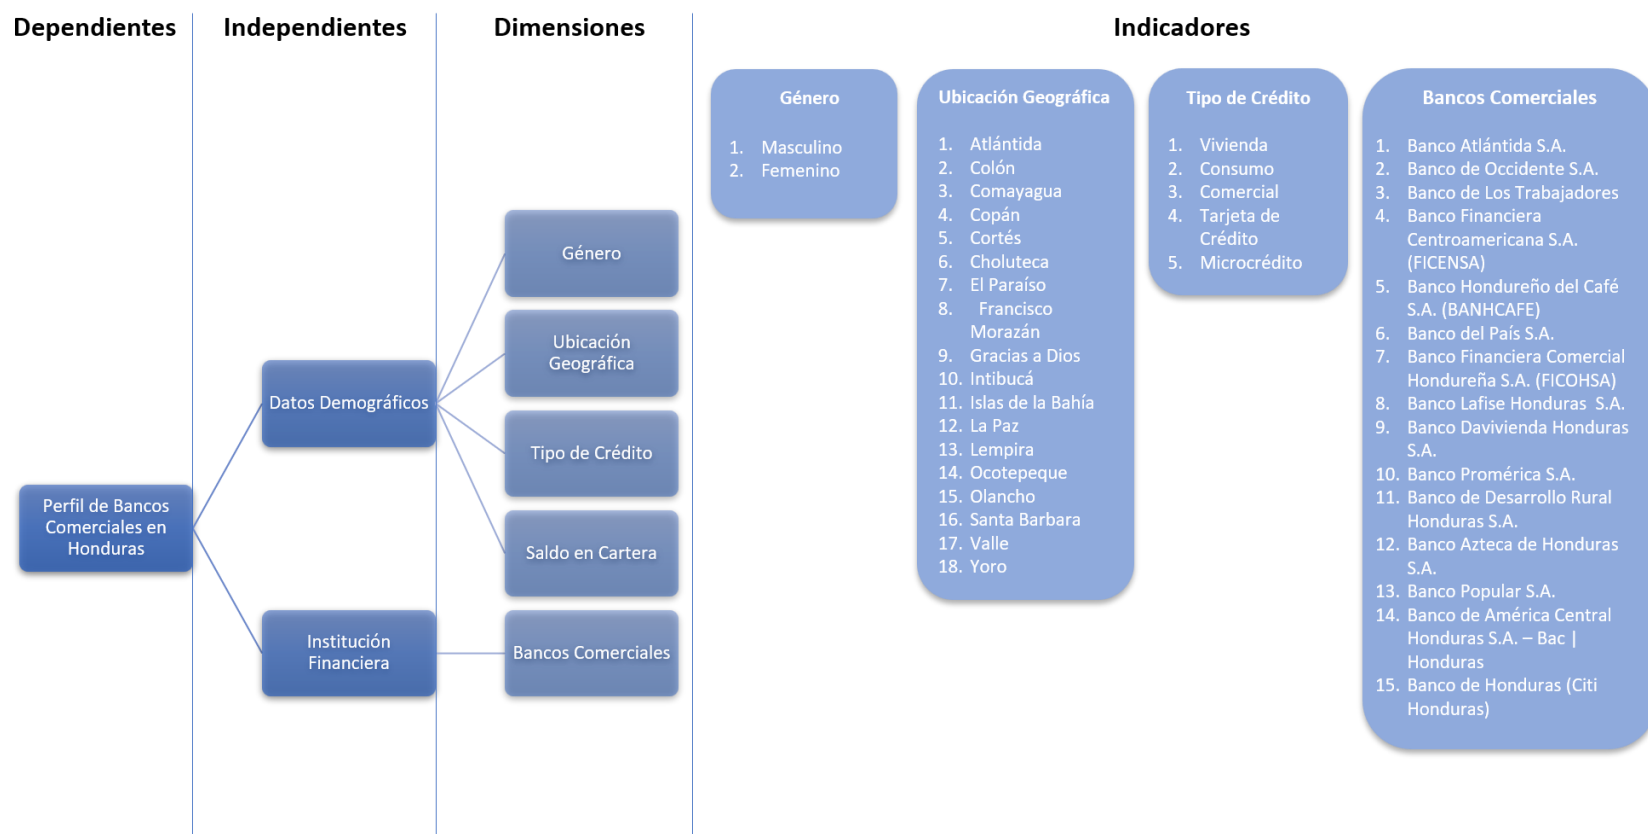 Dependientes
Independientes
Dimensiones
Indicadores
Perfil de Bancos
Comerciales en
Honduras
Datos Demográficos
Institución
Financiera
Género
Ubicación
Geográfica
Tipo de Crédito
Saldo en Cartera
Bancos Comerciales
Género
1. Masculino
2. Femenino
Ubicación Geográfica
1. Atlántida
2. Colón
3. Comayagua
4. Copán
5. Cortés
6. Choluteca
7. El Paraíso
8. Francisco
Morazán
9. Gracias a Dios
10. Intibucá
11. Islas de la Bahía
12. La Paz
13. Lempira
14. Ocotepeque
15. Olancho
16. Santa Barbara
17. Valle
18. Yoro
Tipo de Crédito
1. Vivienda
2. Consumo
3. Comercial
4. Tarjeta de
Crédito
5. Microcrédito
Bancos Comerciales
1. Banco Atlántida S.A.
2. Banco de Occidente S.A.
3. Banco de Los Trabajadores
4. Banco Financiera
Centroamericana S.A.
(FICENSA)
5. Banco Hondureño del Café
S.A. (BANHCAFE)
6. Banco del País S.A.
7. Banco Financiera Comercial
Hondureña S.A. (FICOHSA)
8. Banco Lafise Honduras S.A.
9. Banco Davivienda Honduras
S.A.
10. Banco Promérica S.A.
11. Banco de Desarrollo Rural
Honduras S.A.
12. Banco Azteca de Honduras
S.A.
13. Banco Popular S.A.
14. Banco de América Central
Honduras S.A. – Bac |
Honduras
15. Banco de Honduras (Citi
Honduras)